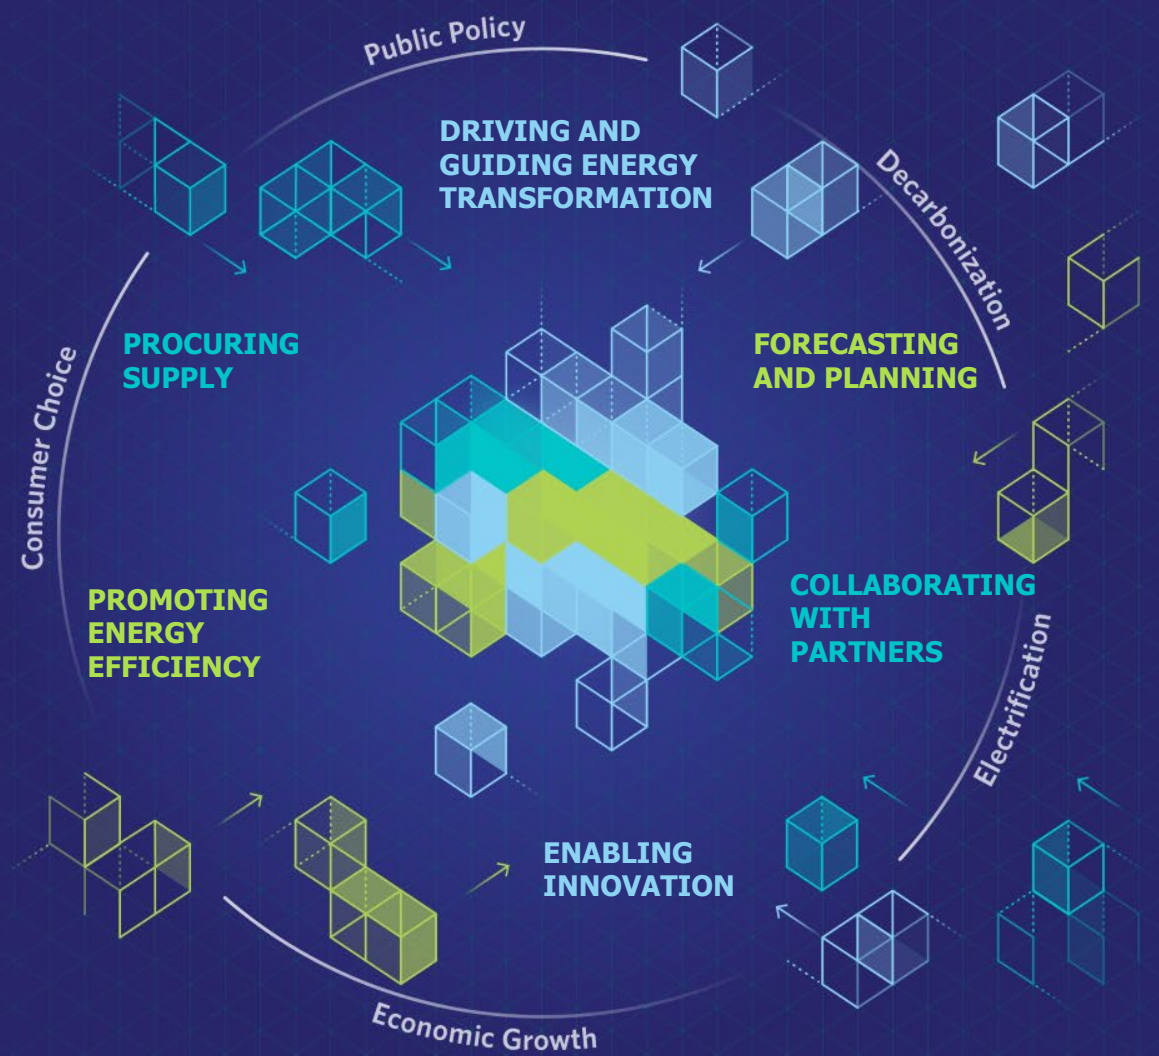 Public Policy
DRIVING AND
GUIDING ENERGY
TRANSFORMATION
Decarbonization
PROCURING
SUPPLY
FORECASTING
AND PLANNING
Consumer Choice
PROMOTING
ENERGY
EFFICIENCY
COLLABORATING
WITH
PARTNERS
Electrification
ENABLING
INNOVATION
Economic Growth